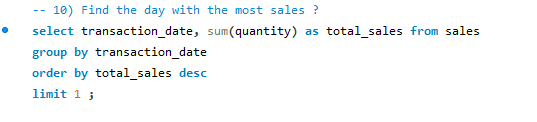 -- 10) Find the day with the most sales ?
select transaction_date, sum(quantity) as total_sales from sales
group by transaction_date
order by total_sales desc
limit 1 ;